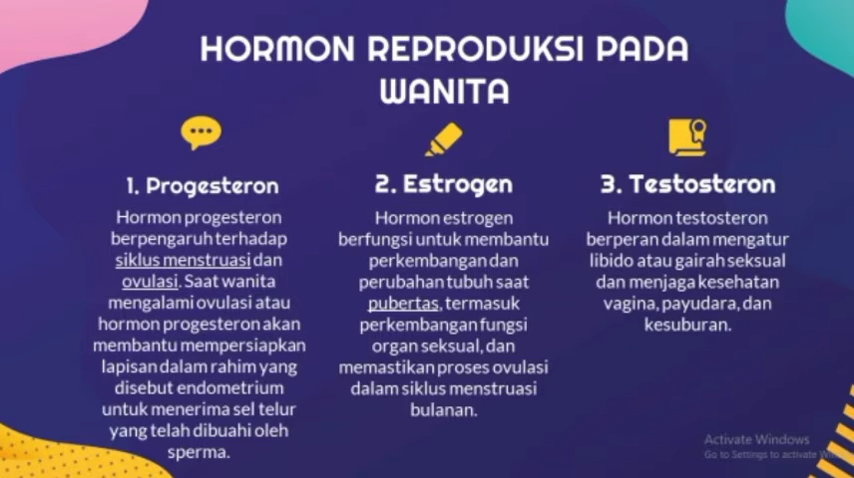 HORMON REPRODUKSI PADA
WANITA
1. Progesteron
Hormon progesteron
berpengaruh terhadap
siklus menstruasi dan
ovulasi. Saat wanita
mengalami ovulasi atau
hormon progesteron akan
membantu mempersiapkan
lapisan dalam rahim yang
disebut endometrium
untuk menerima sel telur
yang telah dibuahi oleh
sperma.
2. Estrogen
Hormon estrogen
berfungsi untuk membantu
perkembangan dan
perubahan tubuh saat
pubertas, termasuk
perkembangan fungsi
organ seksual, dan
memastikan proses ovulasi
dalam siklus menstruasi
bulanan.
3. Testosteron
Hormon testosteron
berperan dalam mengatur
libido atau gairah seksual
dan menjaga kesehatan
vagina, payudara, dan
kesuburan.
Activate Windows
Go to Settings to activate